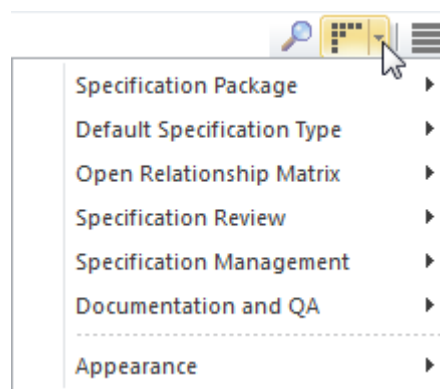 Specification Package
Default Specification Type
Open Relationship Matrix
Specification Review
Specification Management
Documentation and QA
Appearance